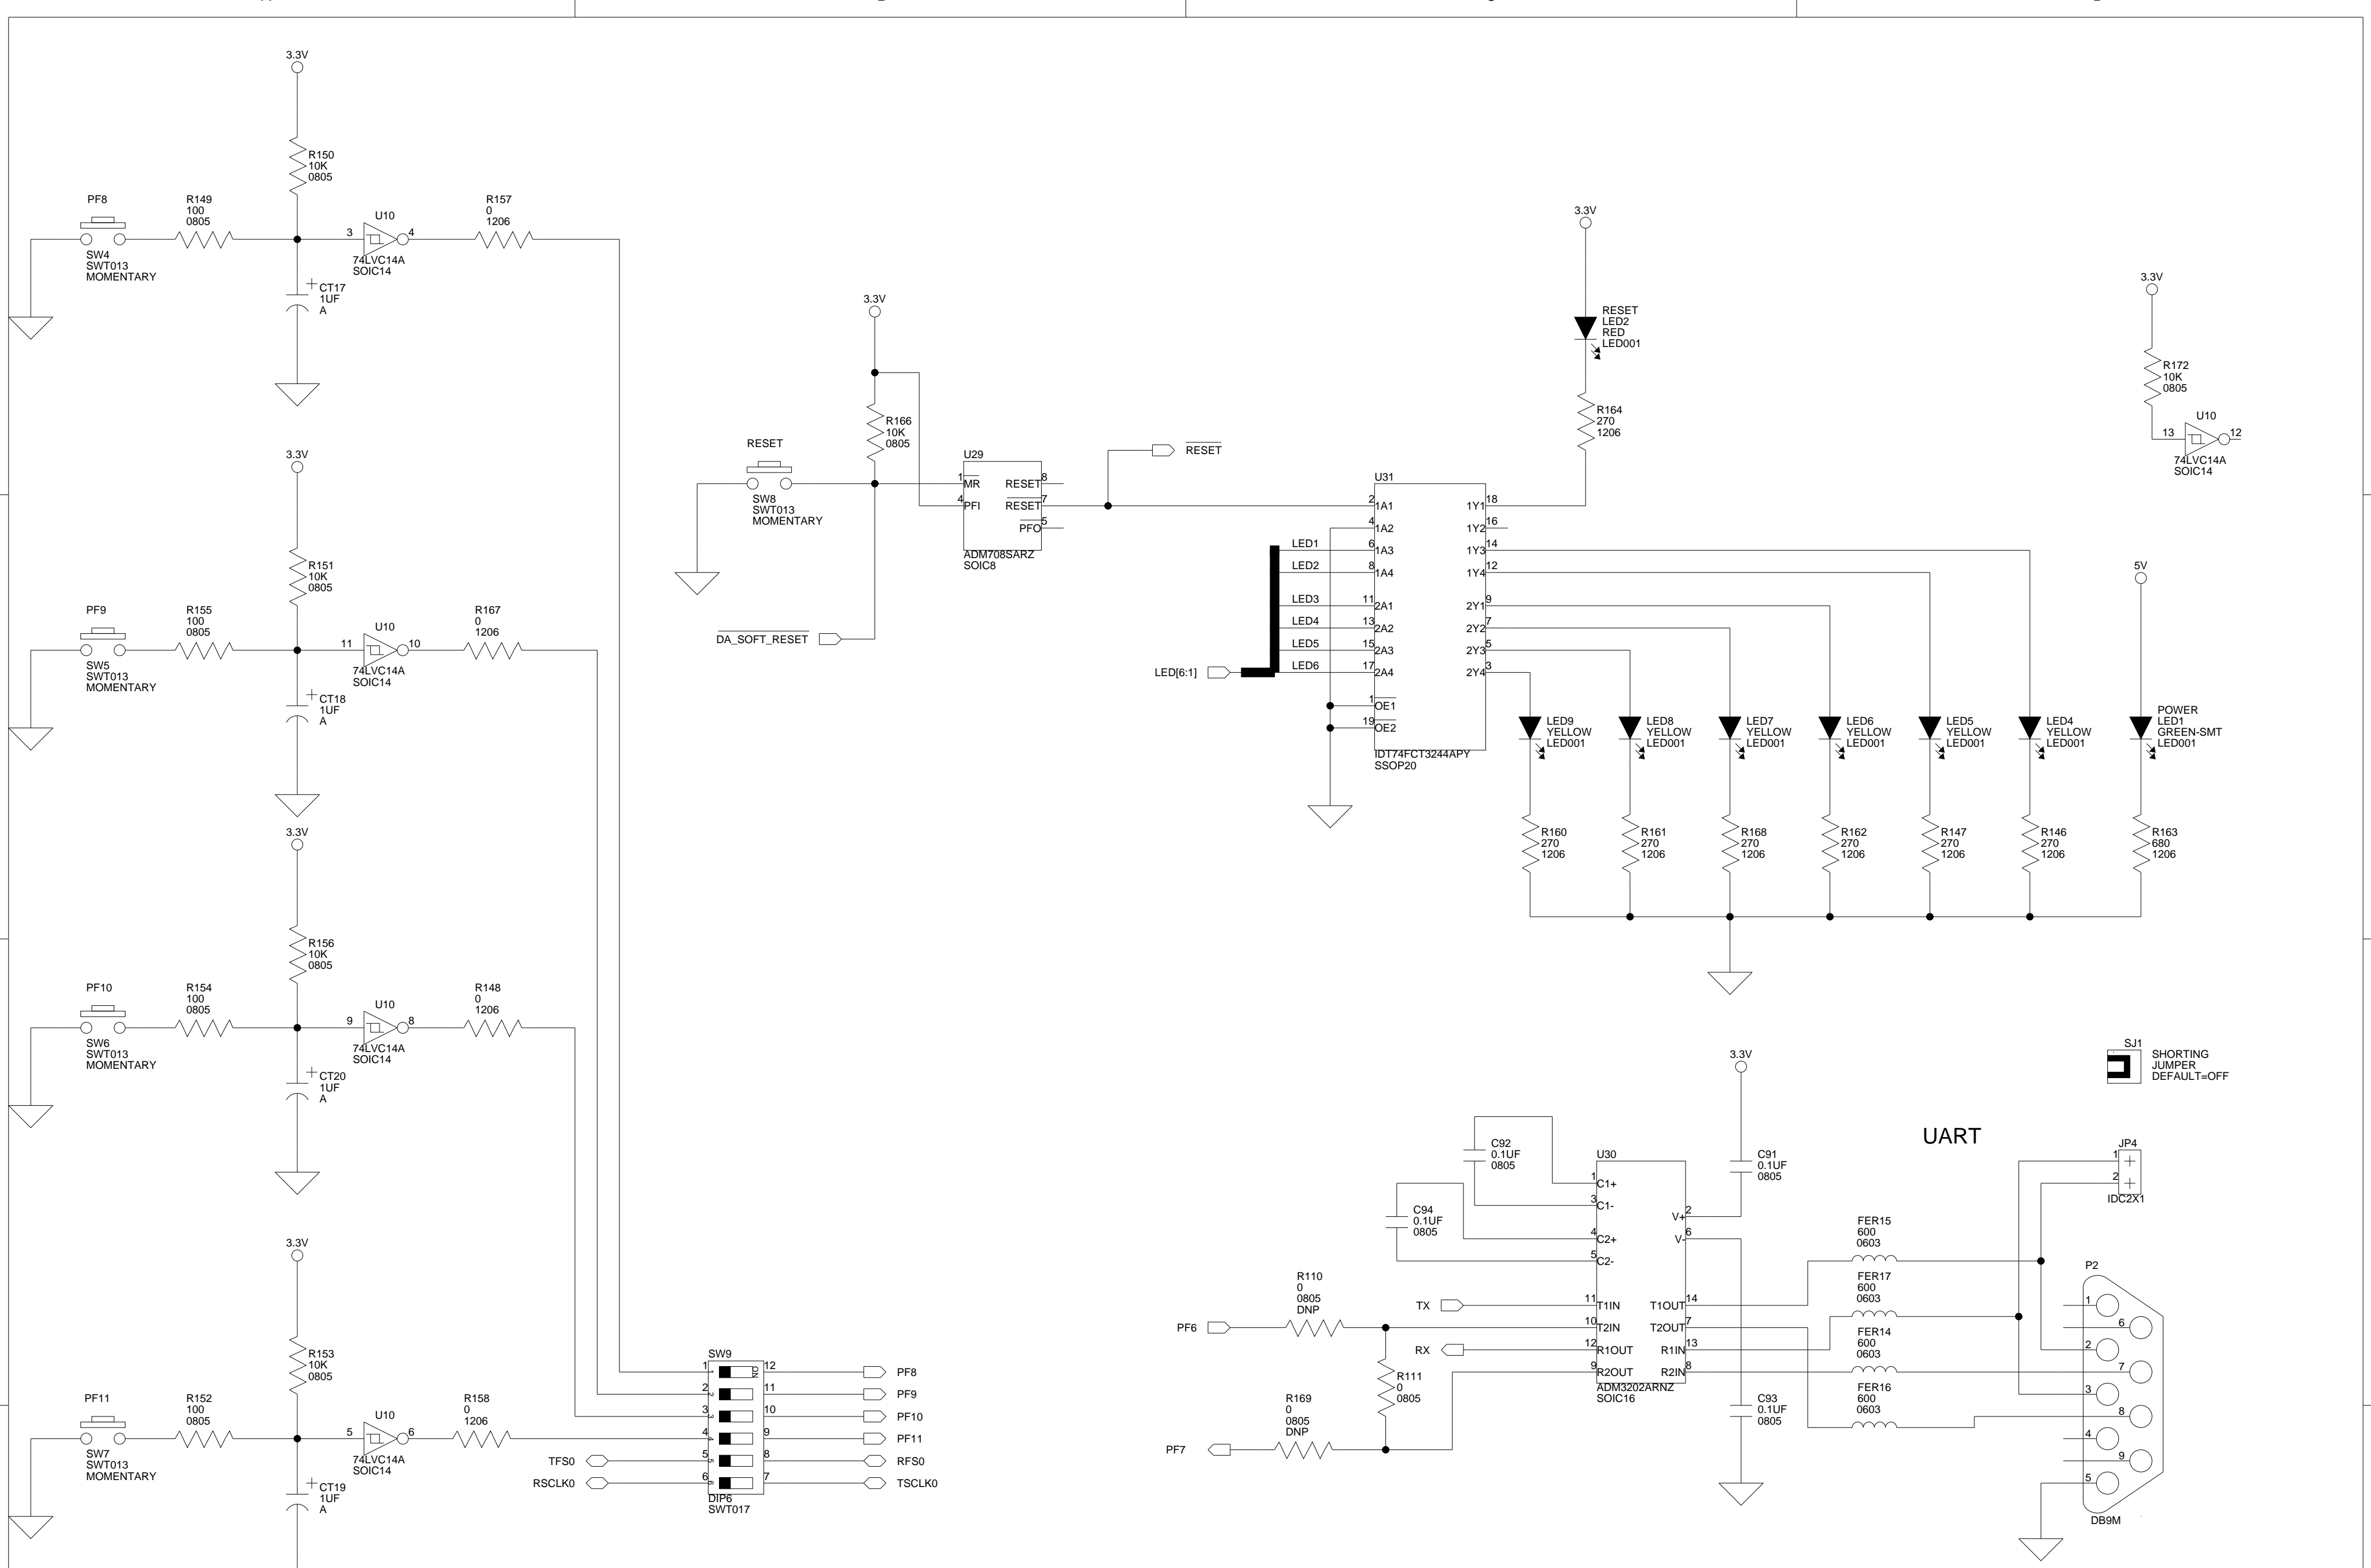 3.3V
R150
10K
0805
PF8
SW4
SWT013
MOMENTARY
R149
100
0805
3
U10
4
74LVC14A
SOIC14
R157
0
1206
CT17
1UF
A
3.3V
R151
10K
0805
PF9
SW5
SWT013
MOMENTARY
R155
100
0805
11
U10
10
74LVC14A
SOIC14
R167
0
1206
CT18
1UF
A
3.3V
R156
10K
0805
PF10
SW6
SWT013
MOMENTARY
R154
100
0805
9
U10
8
74LVC14A
SOIC14
R148
0
1206
CT20
1UF
A
3.3V
R153
10K
0805
PF11
SW7
SWT013
MOMENTARY
R152
100
0805
5
U10
6
74LVC14A
SOIC14
R158
0
1206
CT19
1UF
A
SW9
ON
1 1 12 PF8
2 2 11 PF9
3 3 10 PF10
4 4 9 PF11
TFS0 5 5 8 RFS0
RSCLK0 6 6 7 TSCLK0
DIP6
SWT017
3.3V
R166
10K
0805
RESET
SW8
SWT013
MOMENTARY
DA_SOFT_RESET
U29
1 MR RESET 8
4 PFI RESET 7
PFO 5
ADM708SARZ
SOIC8
RESET
U31
2 1A1 1Y1 18
4 1A2 1Y2 16
LED1 6 1A3 1Y3 14
LED2 8 1A4 1Y4 12
LED3 11 2A1 2Y1 9
LED4 13 2A2 2Y2 7
LED5 15 2A3 2Y3 5
LED6 17 2A4 2Y4 3
LED[6:1]
1 OE1
19 OE2
IDT74FCT3244APY
SSOP20
3.3V
RESET
LED2
RED
LED001
R164
270
1206
3.3V
R172
10K
0805
13
U10
12
74LVC14A
SOIC14
5V
LED9
YELLOW
LED001
LED8
YELLOW
LED001
LED7
YELLOW
LED001
LED6
YELLOW
LED001
LED5
YELLOW
LED001
LED4
YELLOW
LED001
POWER
LED1
GREEN-SMT
LED001
R160
270
1206
R161
270
1206
R168
270
1206
R162
270
1206
R147
270
1206
R146
270
1206
R163
680
1206
SJ1
SHORTING
JUMPER
DEFAULT=OFF
UART
3.3V
C92
0.1UF
0805
C94
0.1UF
0805
C91
0.1UF
0805
C93
0.1UF
0805
U30
1 C1+
3 C1-
V+ 2
4 C2+
V- 6
5 C2-
TX 11 T1IN T1OUT 14
10 T2IN T2OUT 7
RX 12 R1OUT R1IN 13
9 R2OUT R2IN 8
ADM3202ARNZ
SOIC16
PF6
R110
0
0805
DNP
R111
0
0805
R169
0
0805
DNP
PF7
FER15
600
0603
FER17
600
0603
FER14
600
0603
FER16
600
0603
JP4
1
2
IDC2X1
P2
1
6
2
7
3
8
4
9
5
DB9M